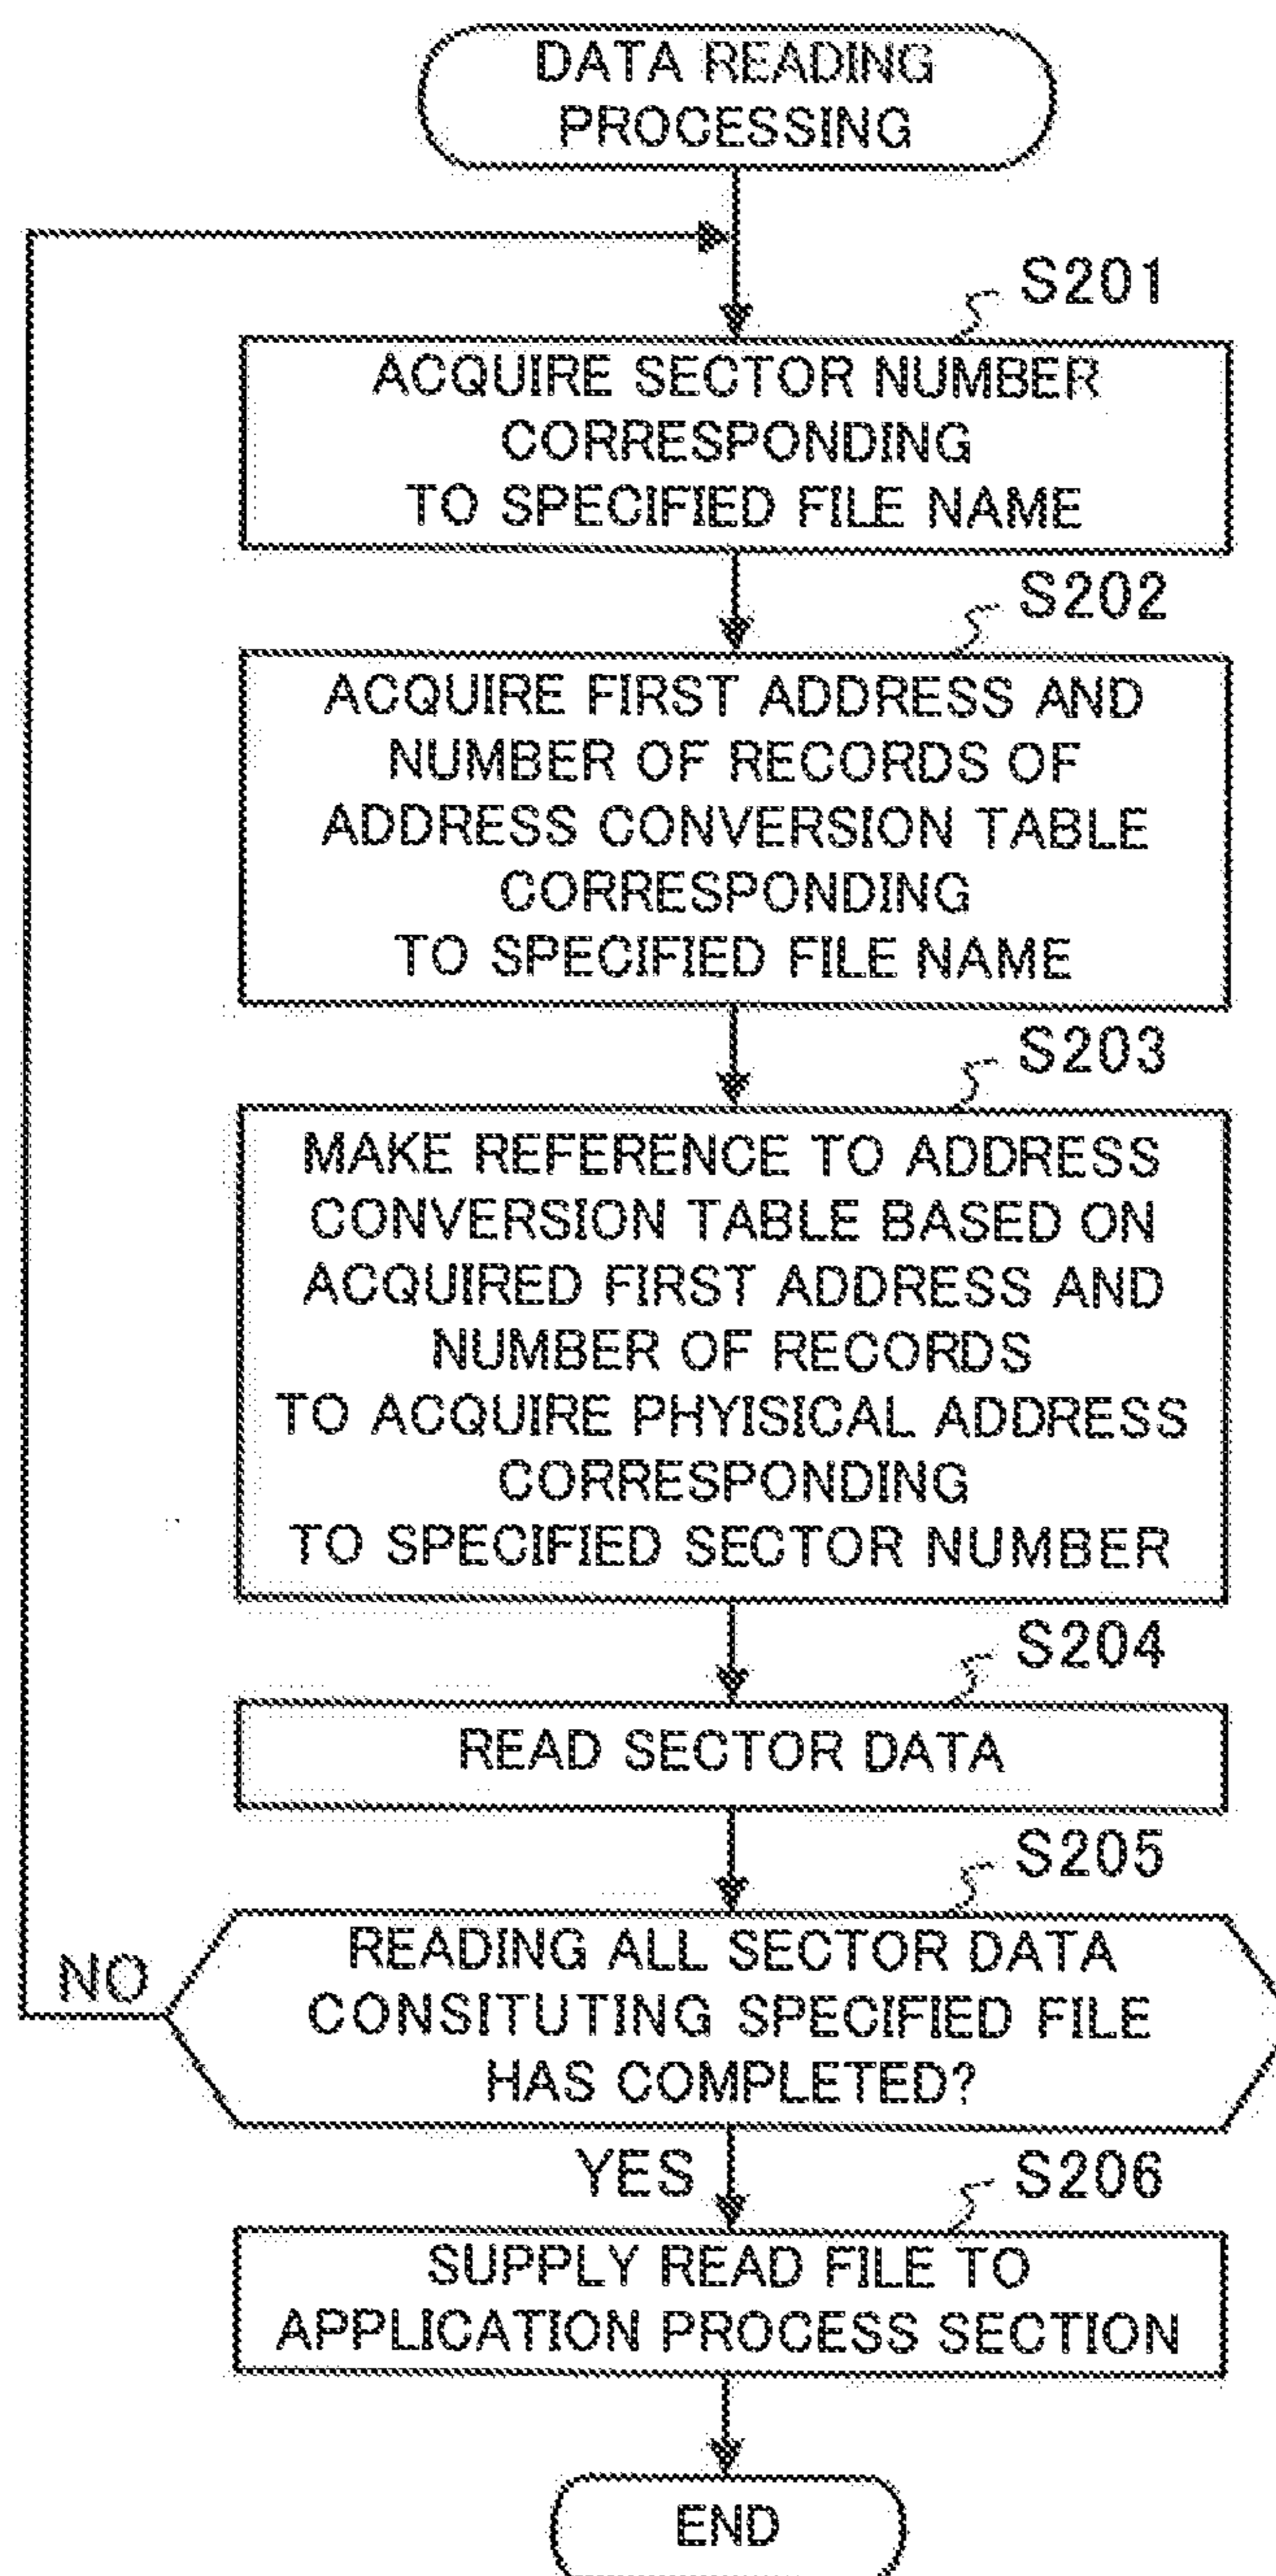 DATA READING
PROCESSING
S201
ACQUIRE SECTOR NUMBER
CORRESPONDING
TO SPECIFIED FILE NAME
S202
ACQUIRE FIRST ADDRESS AND
NUMBER OF RECORDS OF
ADDRESS CONVERSION TABLE
CORRESPONDING
TO SPECIFIED FILE NAME
S203
MAKE REFERENCE TO ADDRESS
CONVERSION TABLE BASED ON
ACQUIRED FIRST ADDRESS AND
NUMBER OF RECORDS
TO ACQUIRE PHYISICAL ADDRESS
CORRESPONDING
TO SPECIFIED SECTOR NUMBER
S204
READ SECTOR DATA
S205
READING ALL SECTOR DATA
CONSITUTING SPECIFIED FILE
HAS COMPLETED?
NO
YES
S206
SUPPLY READ FILE TO
APPLICATION PROCESS SECTION
END